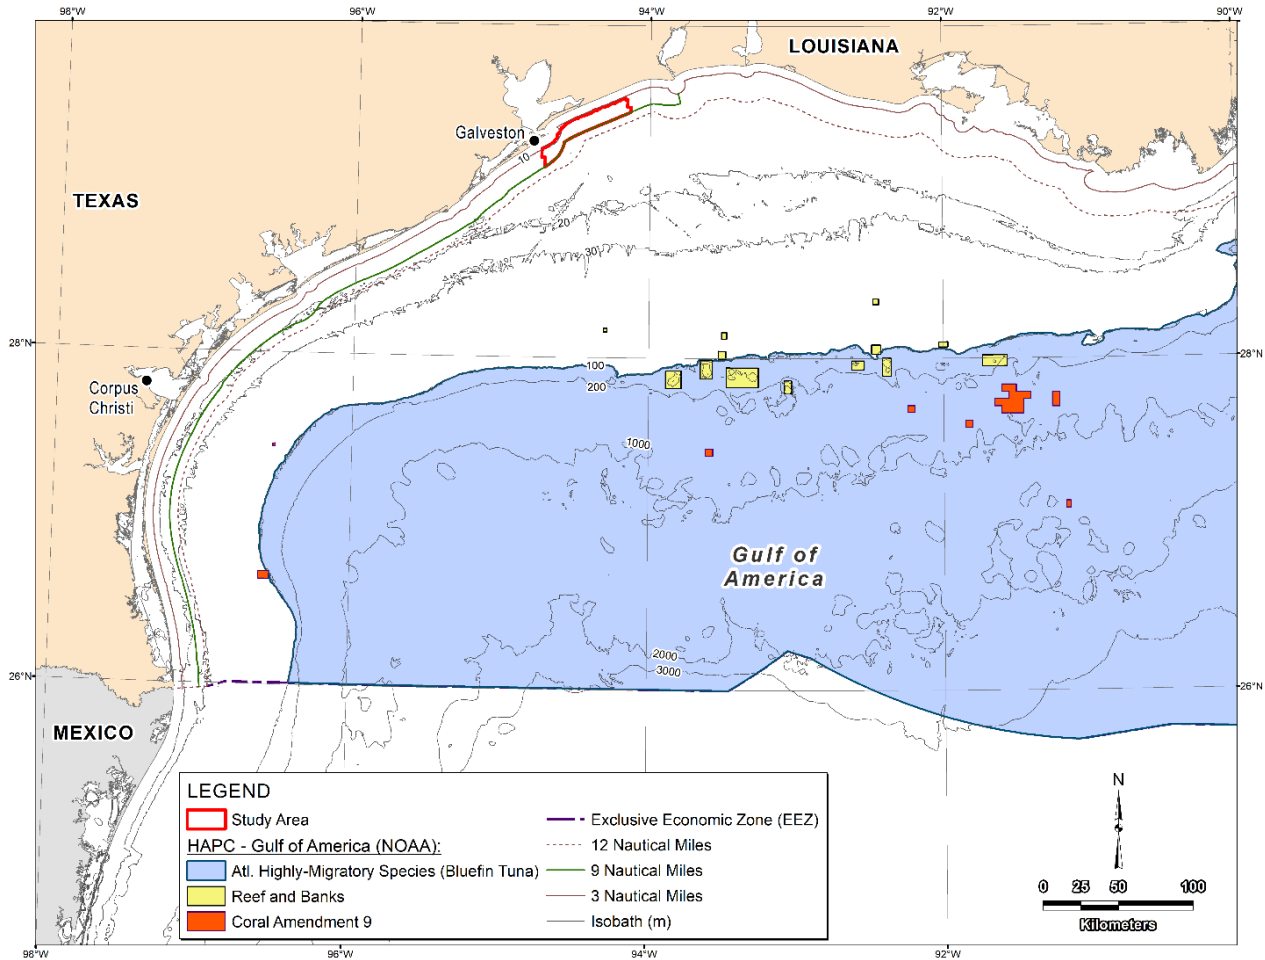 98°W 96°W 94°W 92°W 90°W
LOUISIANA
Galveston
10
TEXAS
20
30
28°N 28°N
100
200
Corpus
Christi
1000
Gulf of
America
2000
3000
26°N 26°N
MEXICO
LEGEND
Study Area
HAPC - Gulf of America (NOAA):
Atl. Highly-Migratory Species (Bluefin Tuna)
Reef and Banks
Coral Amendment 9
Exclusive Economic Zone (EEZ)
12 Nautical Miles
9 Nautical Miles
3 Nautical Miles
Isobath (m)
N
0 25 50 100
Kilometers
98°W 96°W 94°W 92°W